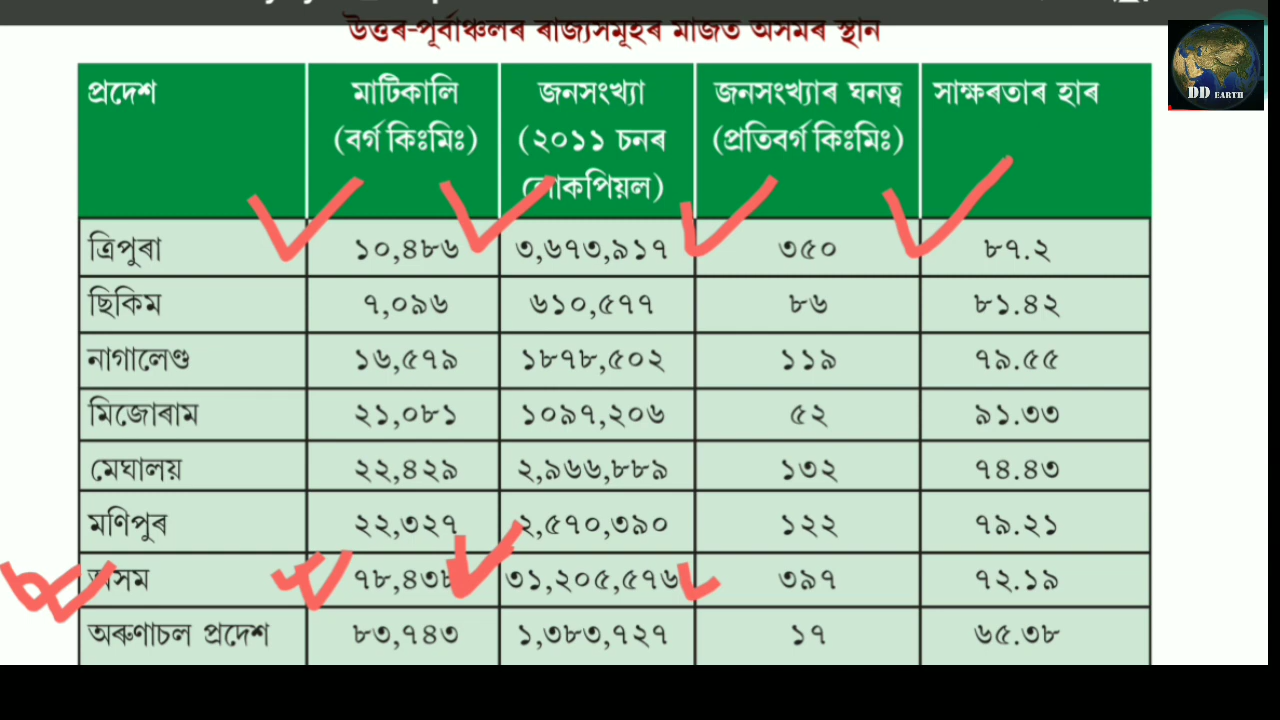 উত্তৰ-পূৰ্বাঞ্চলৰ ৰাজ্যসমূহৰ মাজত অসমৰ স্থান
DD EARTH
প্ৰদেশ মাটিকালি জনসংখ্যা জনসংখ্যাৰ ঘনত্ব সাক্ষৰতাৰ হাৰ
(বৰ্গ কিঃমিঃ) (২০১১ চনৰ (প্ৰতিবৰ্গ কিঃমিঃ)
লোকপিয়ল)
ত্ৰিপুৰা ১০,৪৮৬ ৩,৬৭৩,৯১৭ ৩৫০ ৮৭.২
ছিকিম ৭,০৯৬ ৬১০,৫৭৭ ৮৬ ৮১.৪২
নাগালেণ্ড ১৬,৫৭৯ ১৮৭৮,৫০২ ১১৯ ৭৯.৫৫
মিজোৰাম ২১,০৮১ ১০৯৭,২০৬ ৫২ ৯১.৩৩
মেঘালয় ২২,৪২৯ ২,৯৬৬,৮৮৯ ১৩২ ৭৪.৪৩
মণিপুৰ ২২,৩২৭ ২,৫৭০,৩৯০ ১২২ ৭৯.২১
অসম ৭৮,৪৩৮ ৩১,২০৫,৫৭৬ ৩৯৭ ৭২.১৯
অৰুণাচল প্ৰদেশ ৮৩,৭৪৩ ১,৩৮৩,৭২৭ ১৭ ৬৫.৩৮